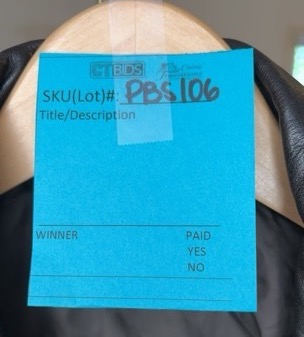 CTBIDS
SKU(Lot)#: PBS106
Title/Description
WINNER PAID
YES
NO